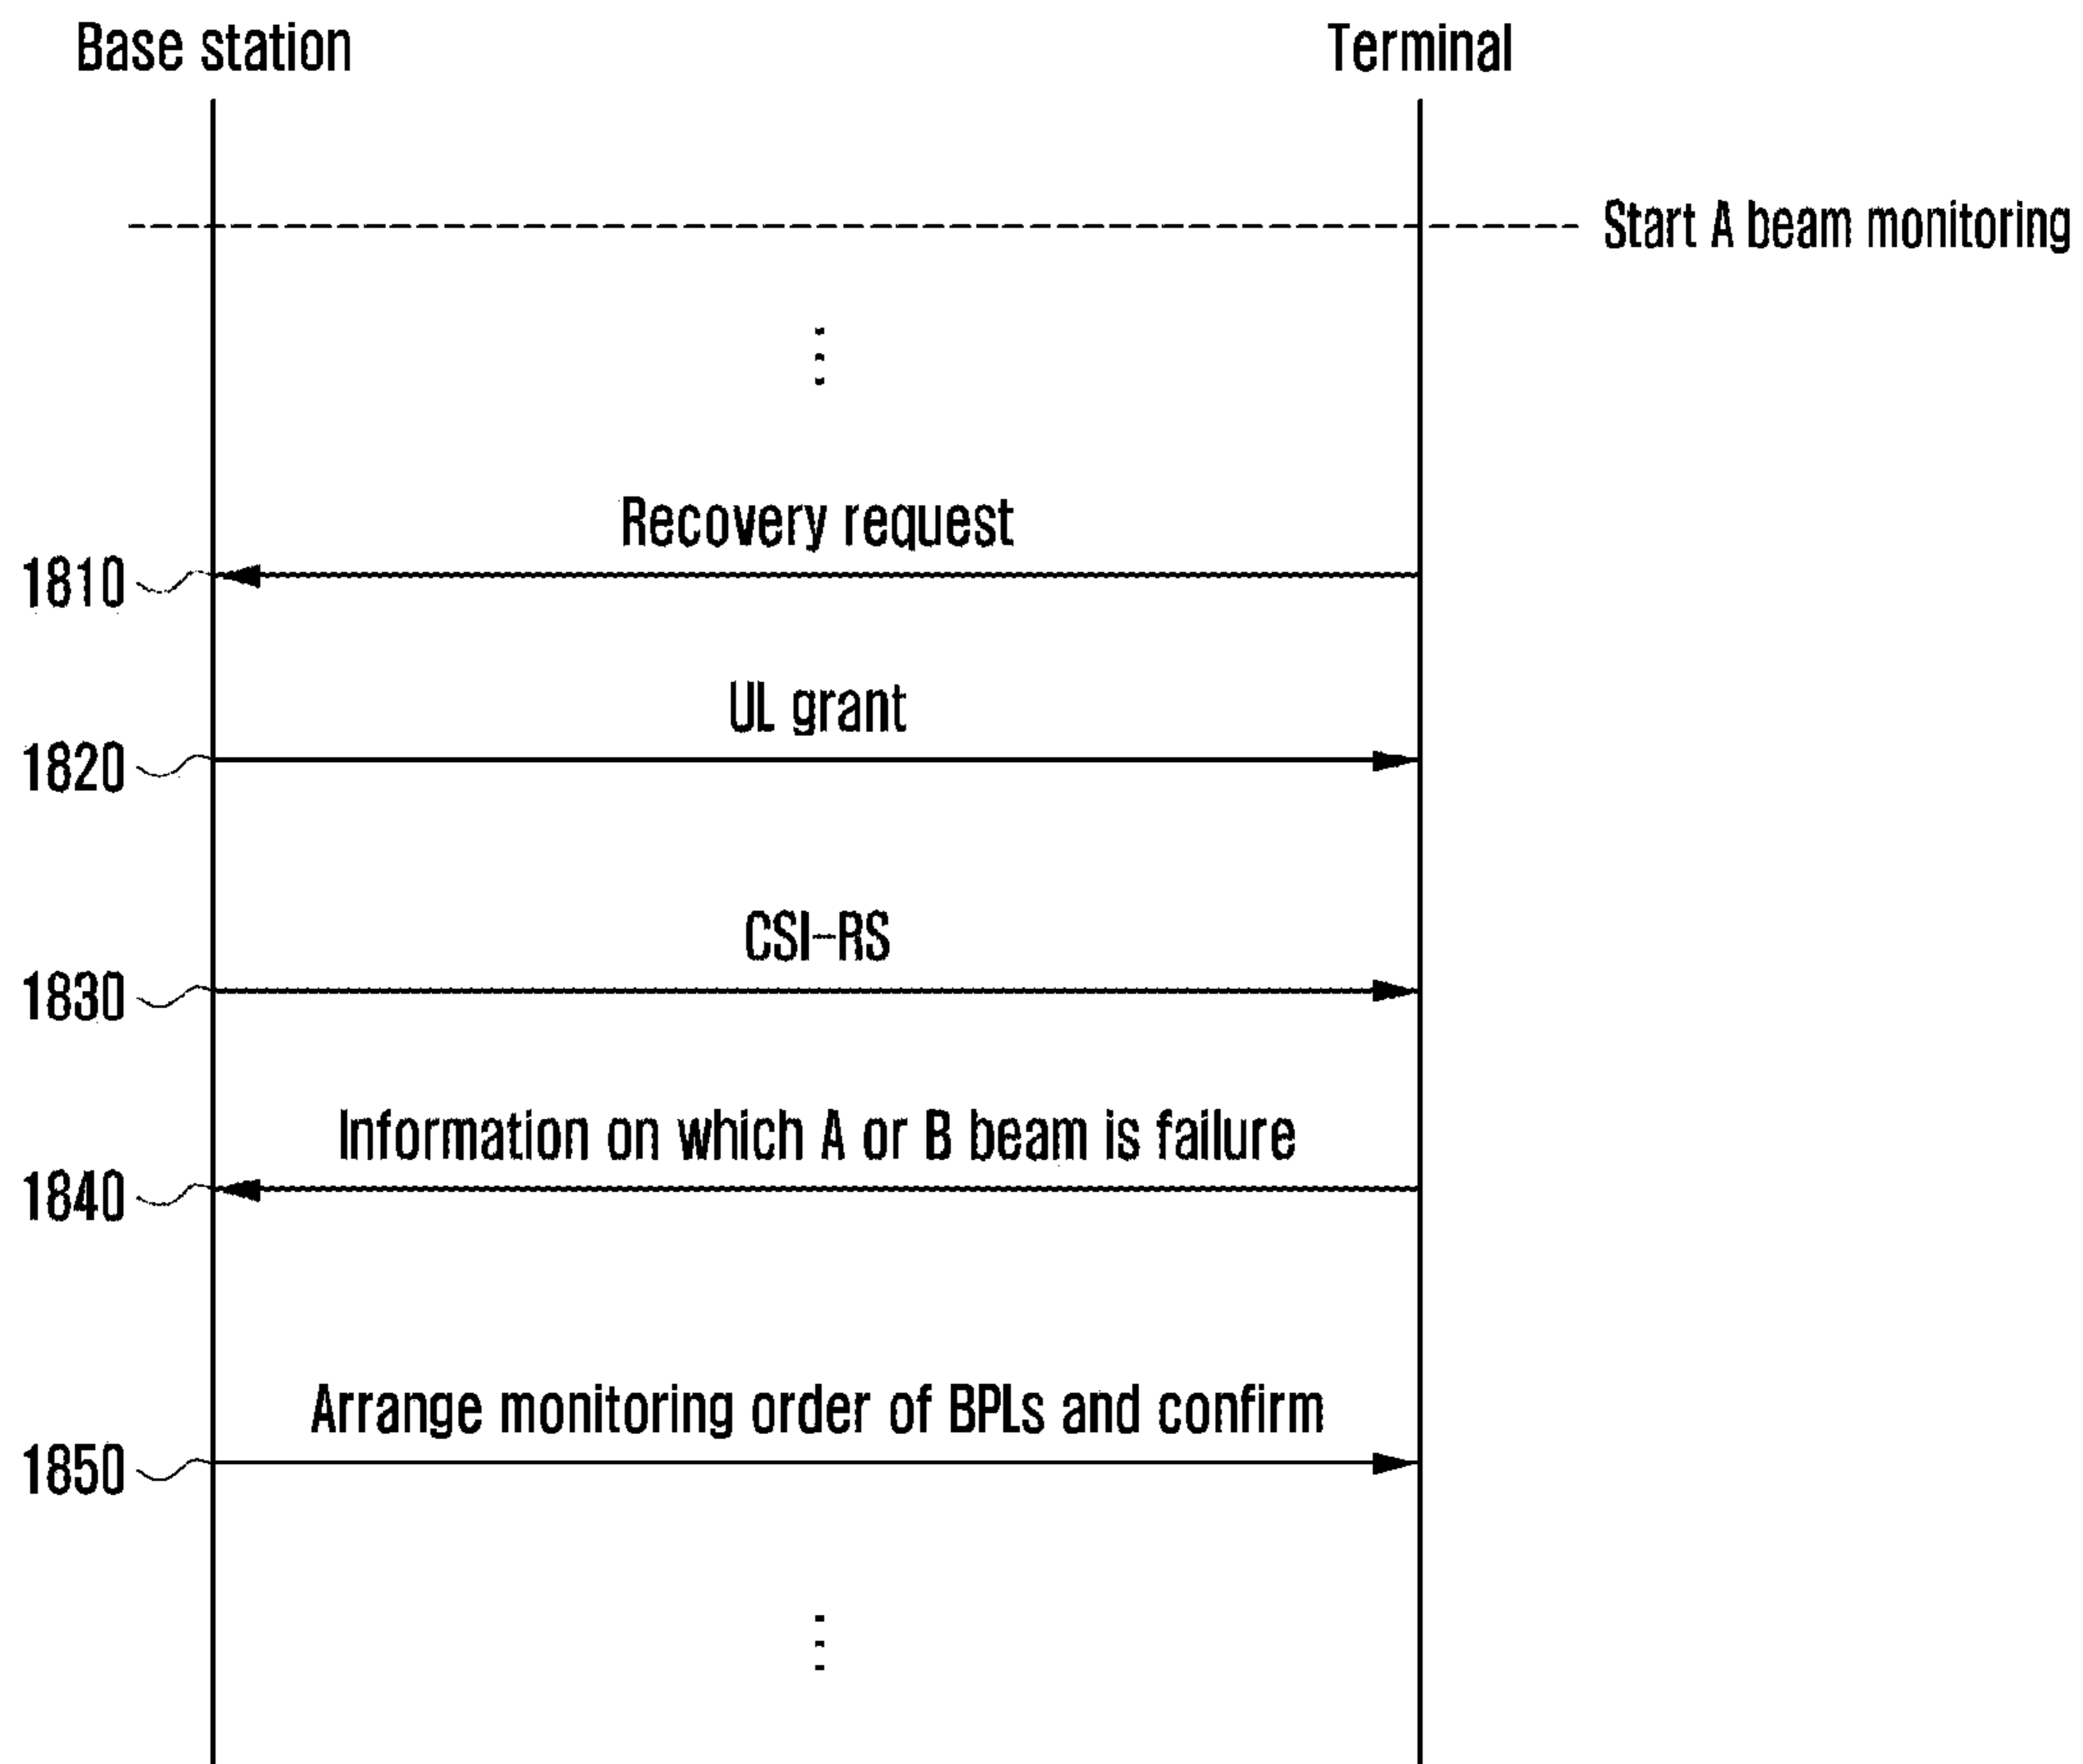 Base station
Terminal
Start A beam monitoring
Recovery request
1810
UL grant
1820
CSI-RS
1830
Information on which A or B beam is failure
1840
Arrange monitoring order of BPLs and confirm
1850